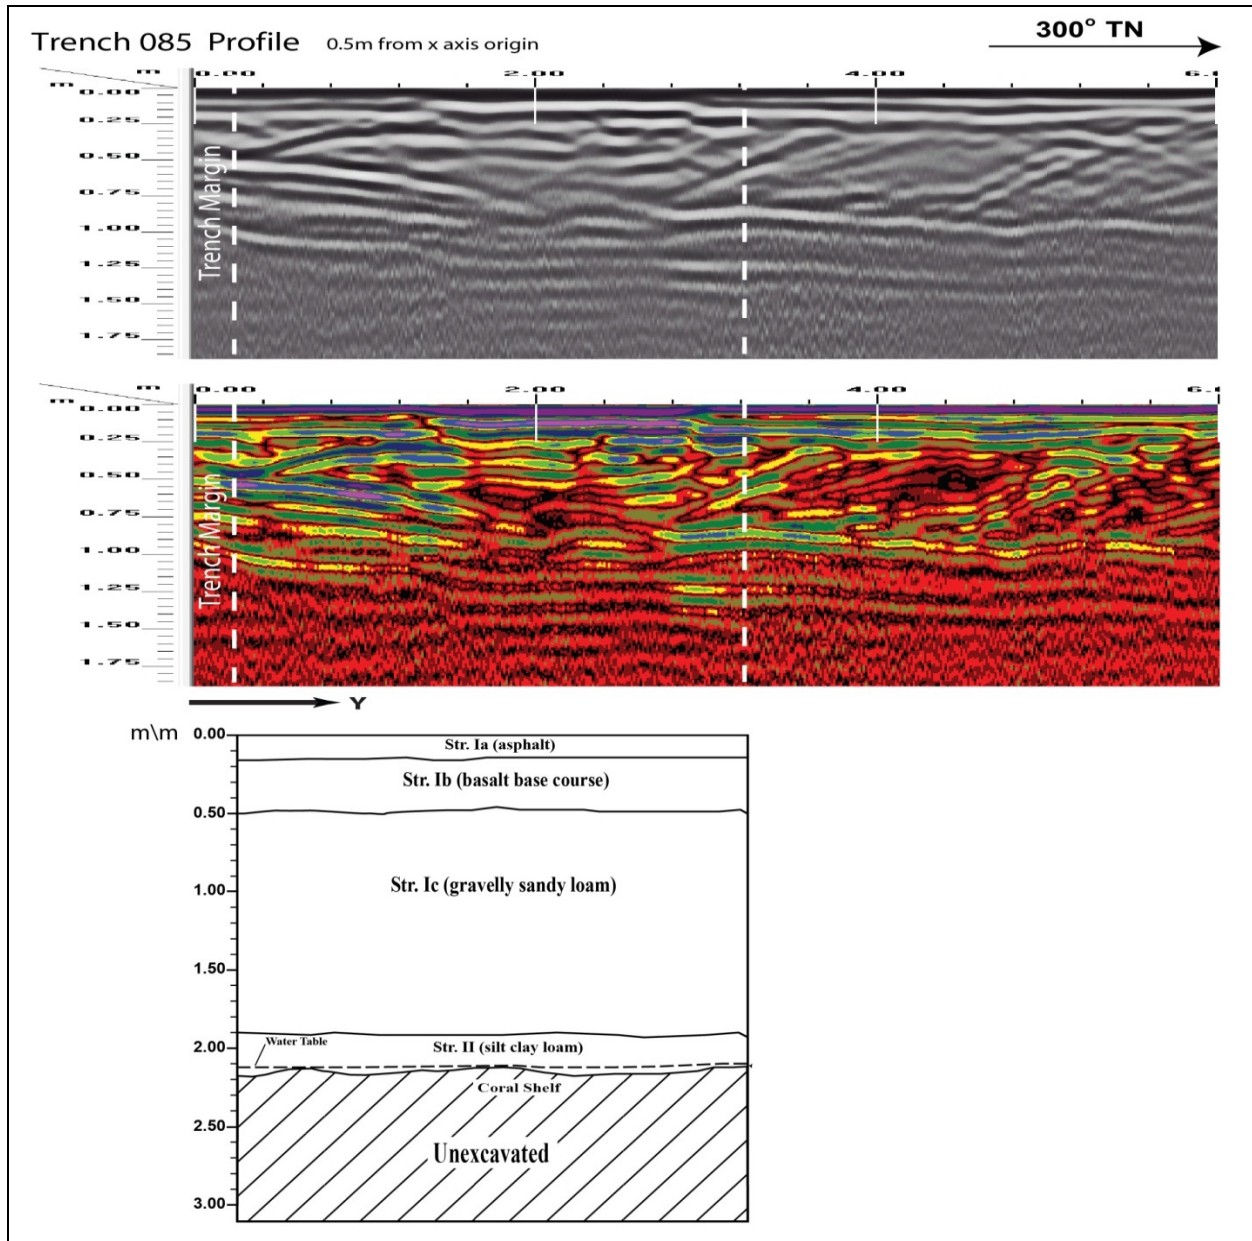 Trench 085 Profile 0.5m from x axis origin
300° TN
m 0.00 2.00 4.00 6.0
m 0.00
0.25
0.50
0.75
1.00
1.25
1.50
1.75
Trench Margin
m 0.00 2.00 4.00 6.0
m 0.00
0.25
0.50
0.75
1.00
1.25
1.50
1.75
Trench Margin
Y
m\m
0.00
Str. Ia (asphalt)
Str. Ib (basalt base course)
0.50
Str. Ic (gravelly sandy loam)
1.00
1.50
2.00
Water Table
Str. II (silt clay loam)
Coral Shelf
2.50
Unexcavated
3.00